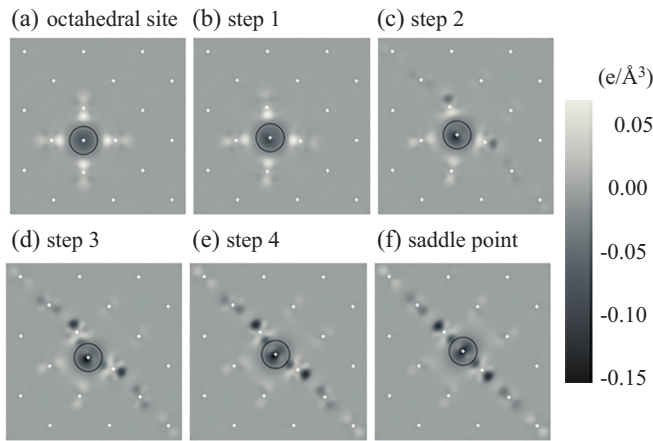 (a) octahedral site
(b) step 1
(c) step 2
(e/Å³)
0.05
0.00
-0.05
-0.10
-0.15
(d) step 3
(e) step 4
(f) saddle point